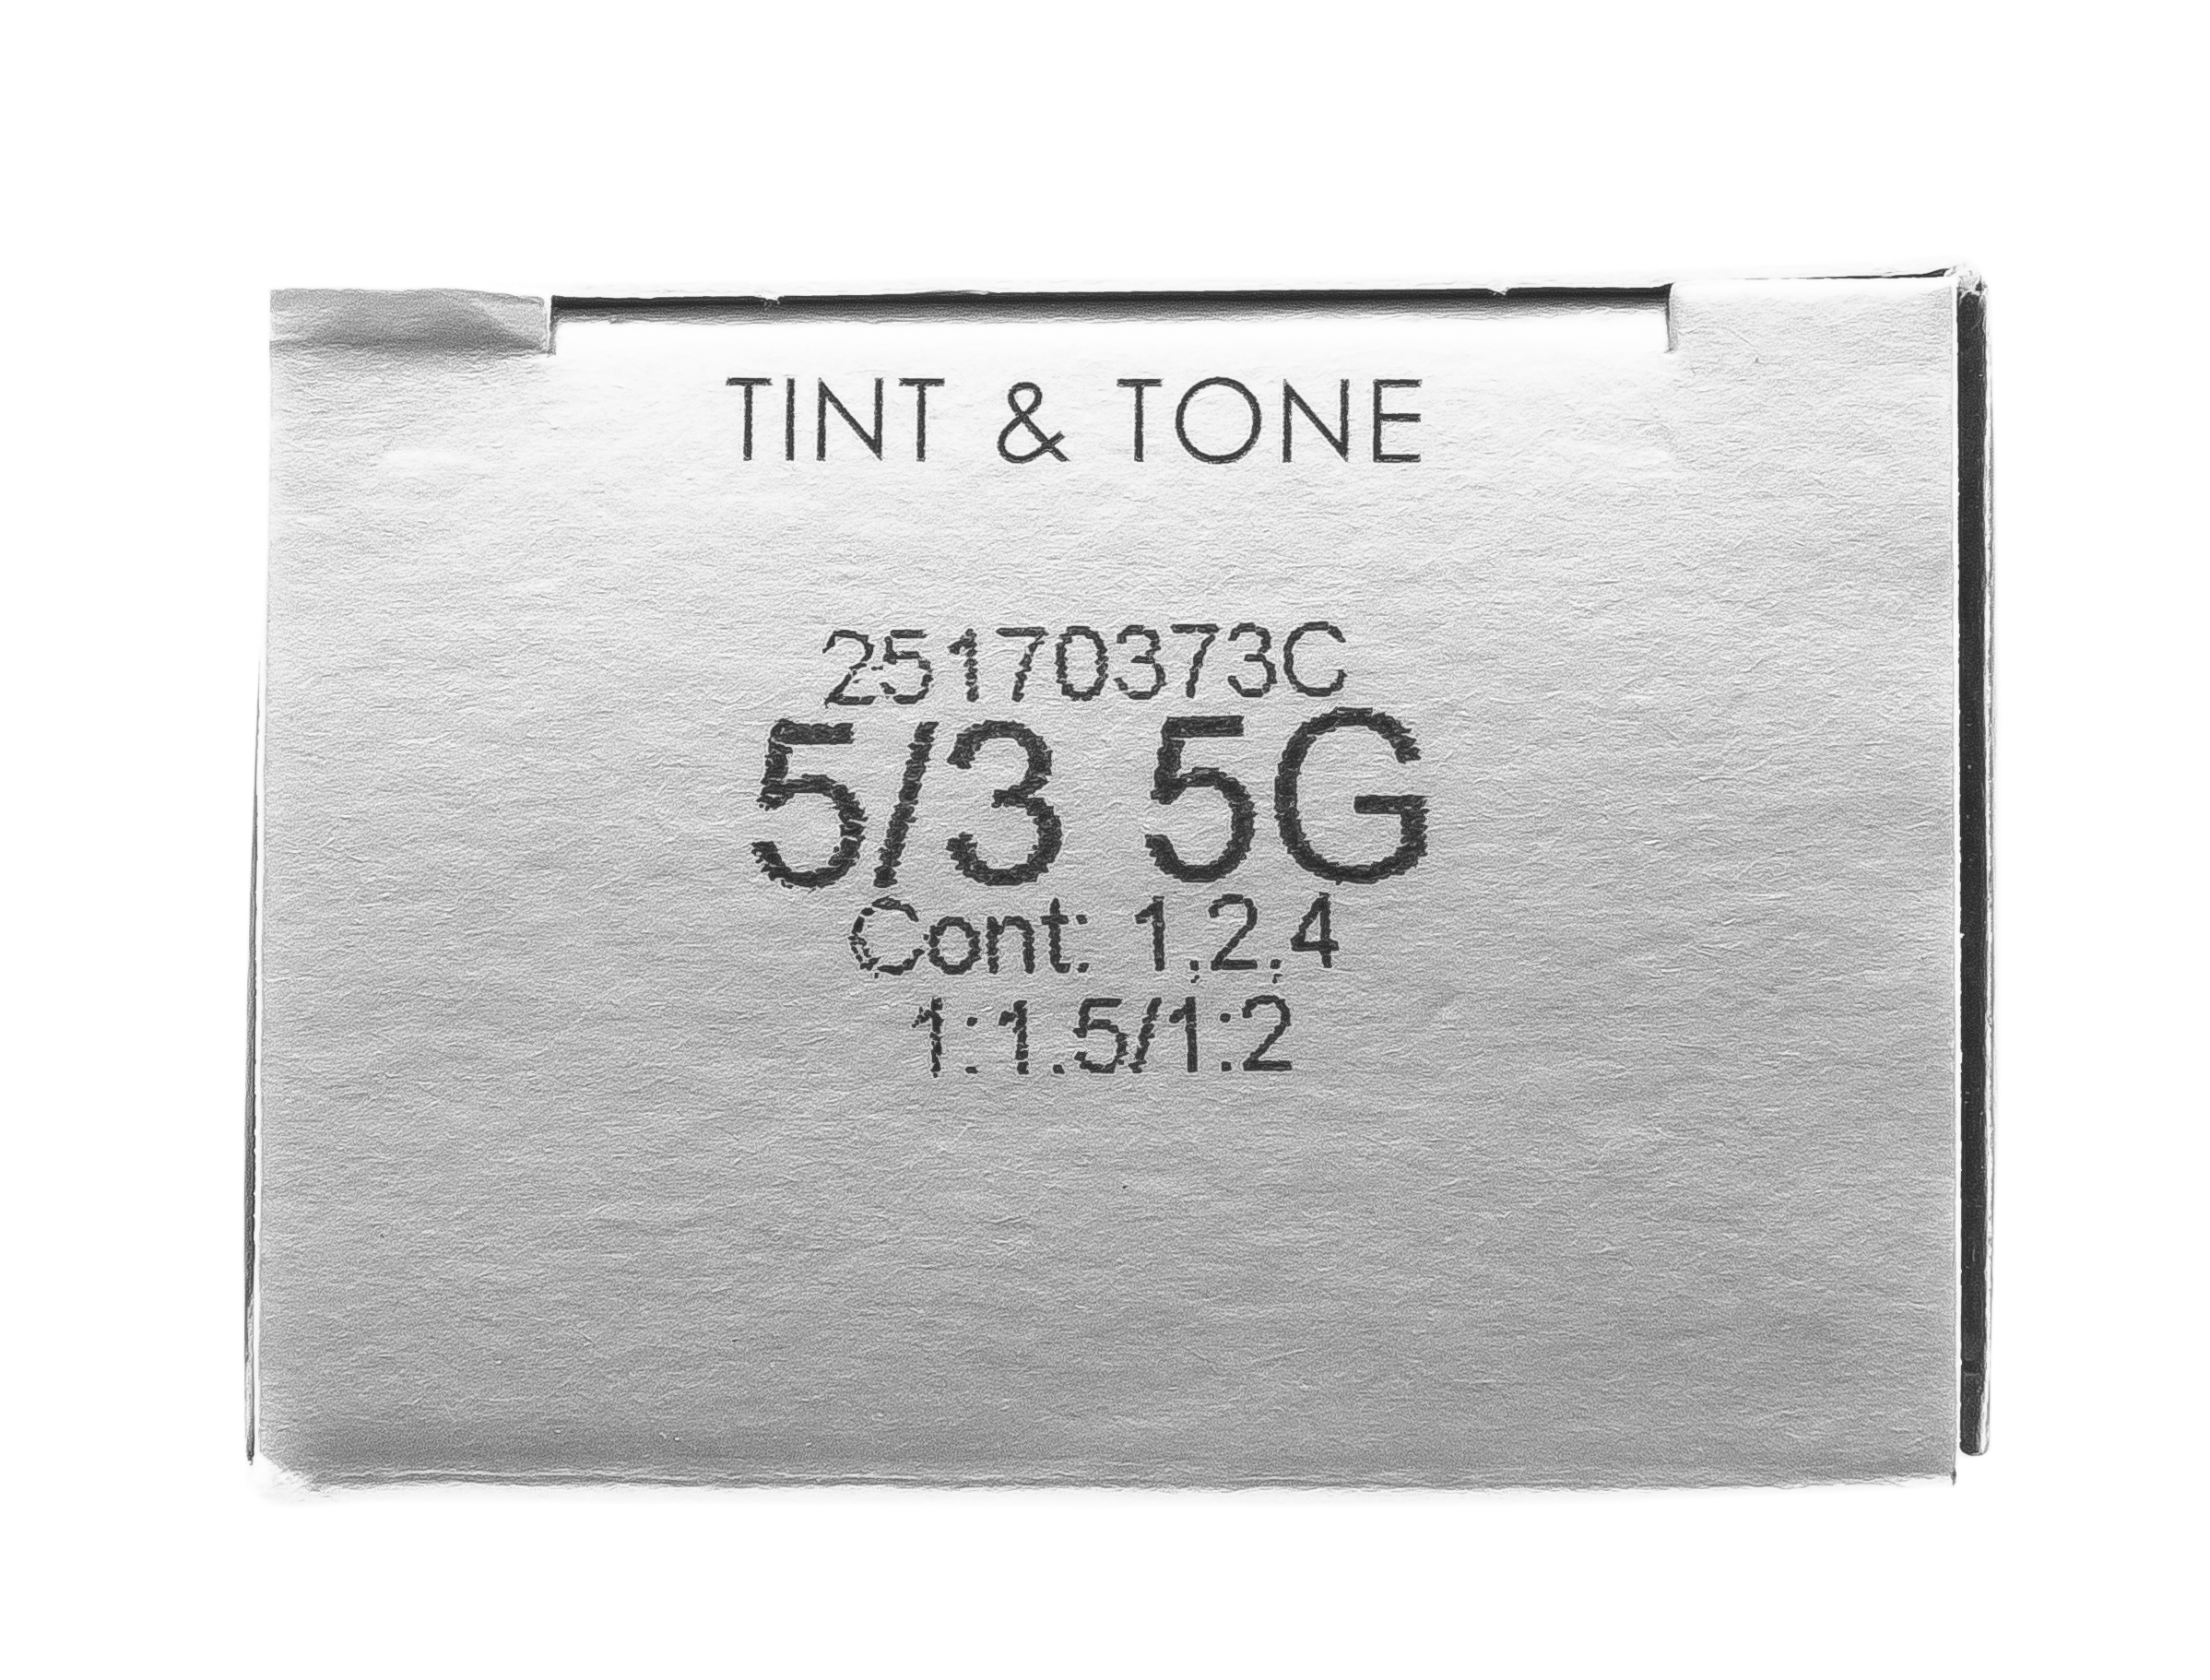 TINT & TONE
25170373C
5/3 5G
Cont: 1,2,4
1:1.5/1:2